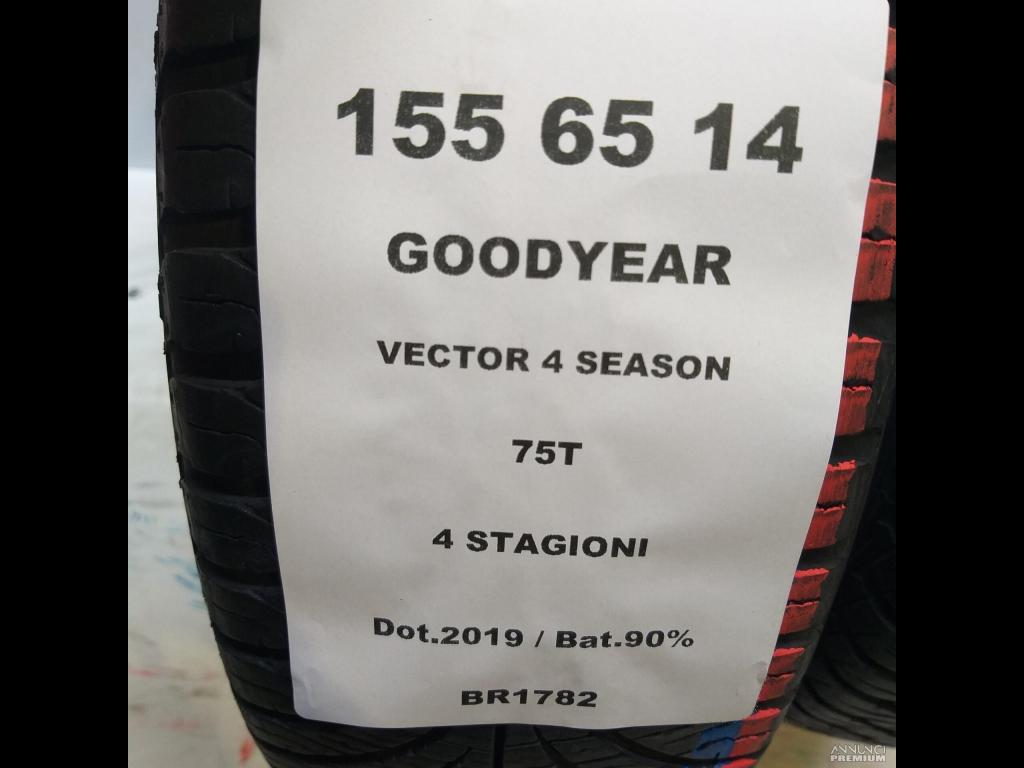 155 65 14
GOODYEAR
VECTOR 4 SEASON
75T
4 STAGIONI
Dot.2019 / Bat.90%
BR1782
ANNUNCI
PREMIUM